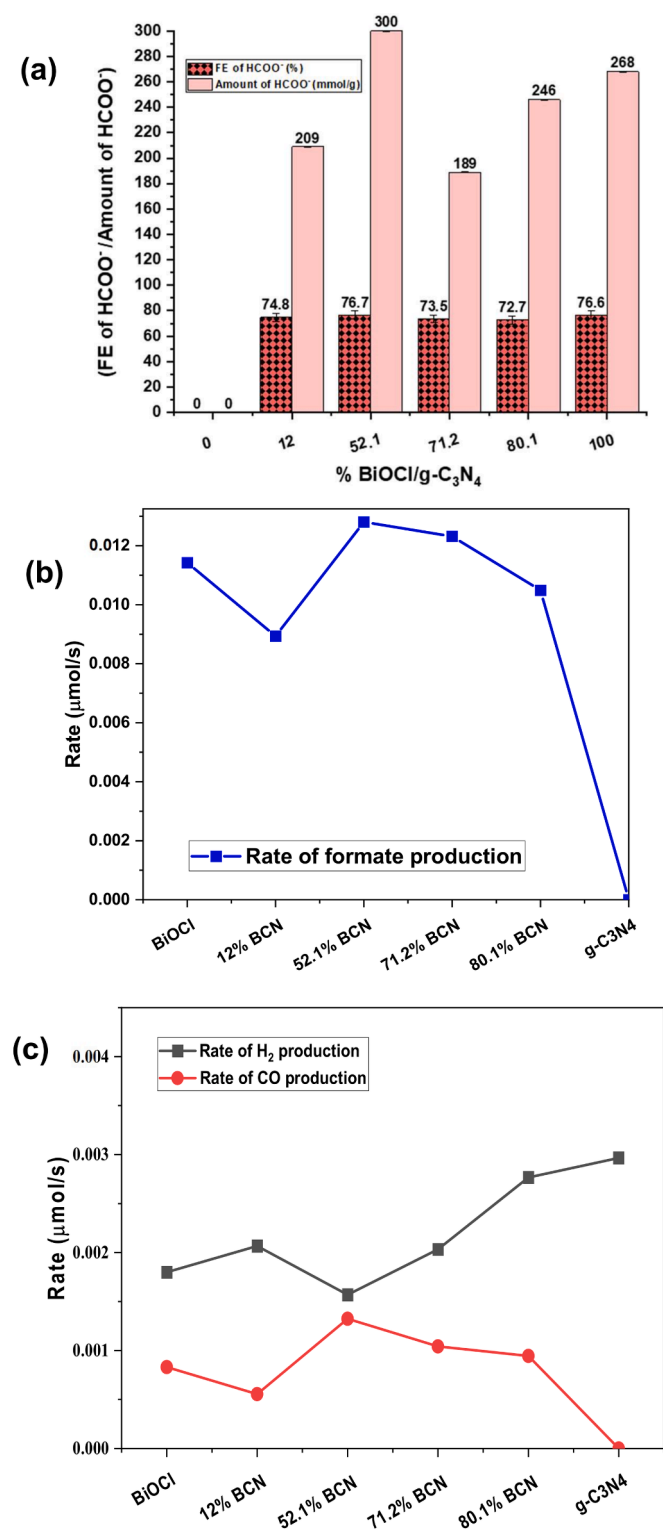 (a)
(FE of HCOO⁻/Amount of HCOO⁻)
300
280
260
240
220
200
180
160
140
120
100
80
60
40
20
0
FE of HCOO⁻(%)
Amount of HCOO⁻(mmol/g)
0 0
74.8 209
76.7 300
73.5 189
72.7 246
76.6 268
0 12 52.1 71.2 80.1 100
% BiOCl/g-C₃N₄
(b)
Rate (μmol/s)
0.012
0.010
0.008
0.006
0.004
0.002
0.000
Rate of formate production
BiOCl 12% BCN 52.1% BCN 71.2% BCN 80.1% BCN g-C3N4
(c)
Rate (μmol/s)
0.004
0.003
0.002
0.001
0.000
Rate of H₂ production
Rate of CO production
BiOCl 12% BCN 52.1% BCN 71.2% BCN 80.1% BCN g-C3N4